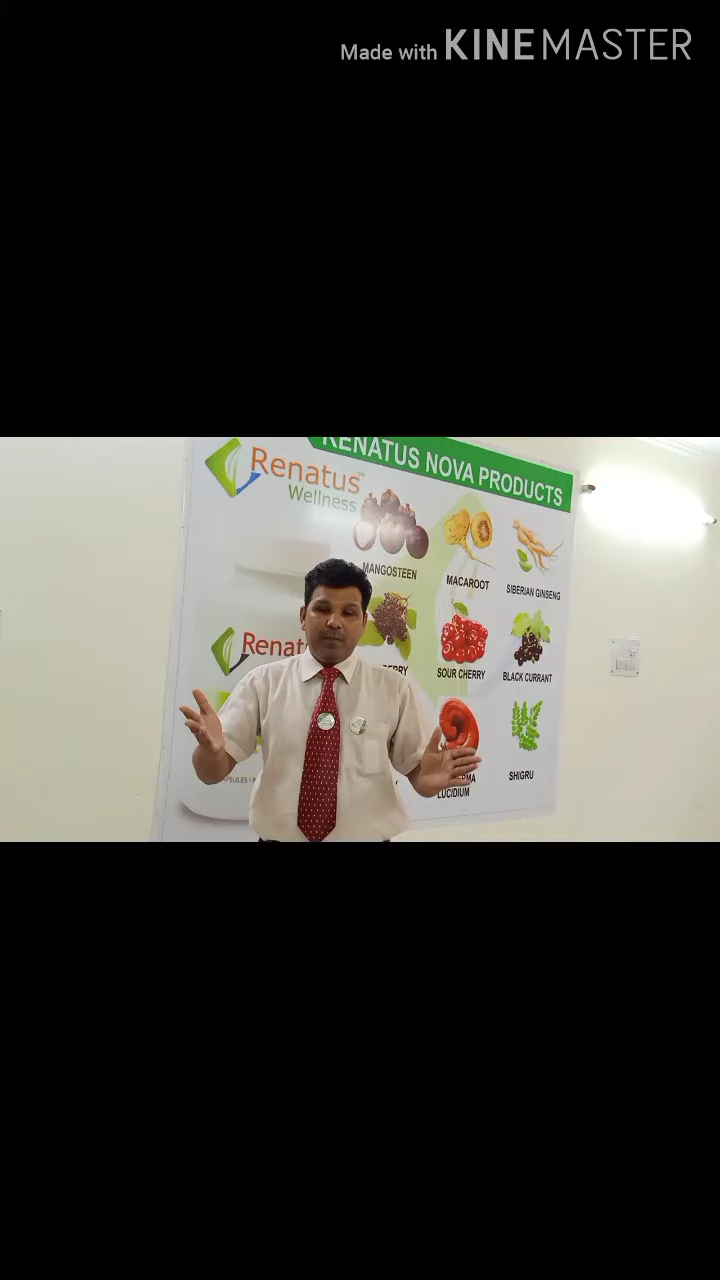 Made with KINEMASTER
RENATUS NOVA PRODUCTS
Renatus
Wellness
MANGOSTEEN
MACAROOT
SIBERIAN GINSENG
Renat
BERRY
SOUR CHERRY
BLACK CURRANT
LUCIDIUM
SHIGRU